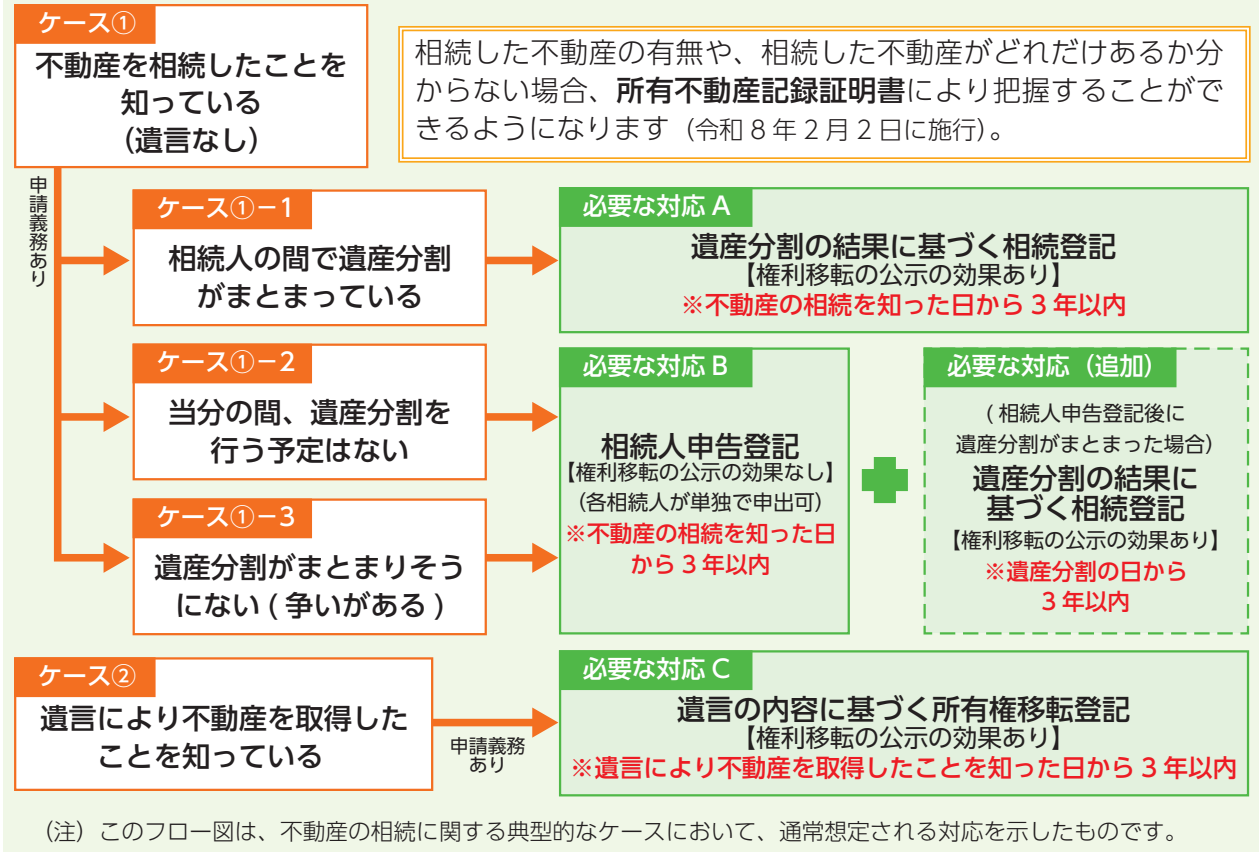 ケース①
不動産を相続したことを
知っている
(遺言なし)
相続した不動産の有無や、相続した不動産がどれだけあるか分
からない場合、所有不動産記録証明書により把握することがで
きるようになります(令和8年2月2日に施行)。
申請義務あり
ケース①−1
相続人の間で遺産分割
がまとまっている
必要な対応 A
遺産分割の結果に基づく相続登記
【権利移転の公示の効果あり】
※不動産の相続を知った日から3年以内
ケース①−2
当分の間、遺産分割を
行う予定はない
ケース①−3
遺産分割がまとまりそう
にない(争いがある)
必要な対応 B
相続人申告登記
【権利移転の公示の効果なし】
(各相続人が単独で申出可)
※不動産の相続を知った日
から3年以内
必要な対応(追加)
(相続人申告登記後に
遺産分割がまとまった場合)
遺産分割の結果に
基づく相続登記
【権利移転の公示の効果あり】
※遺産分割の日から
3年以内
ケース②
遺言により不動産を取得した
ことを知っている
申請義務
あり
必要な対応 C
遺言の内容に基づく所有権移転登記
【権利移転の公示の効果あり】
※遺言により不動産を取得したことを知った日から3年以内
(注)このフロー図は、不動産の相続に関する典型的なケースにおいて、通常想定される対応を示したものです。